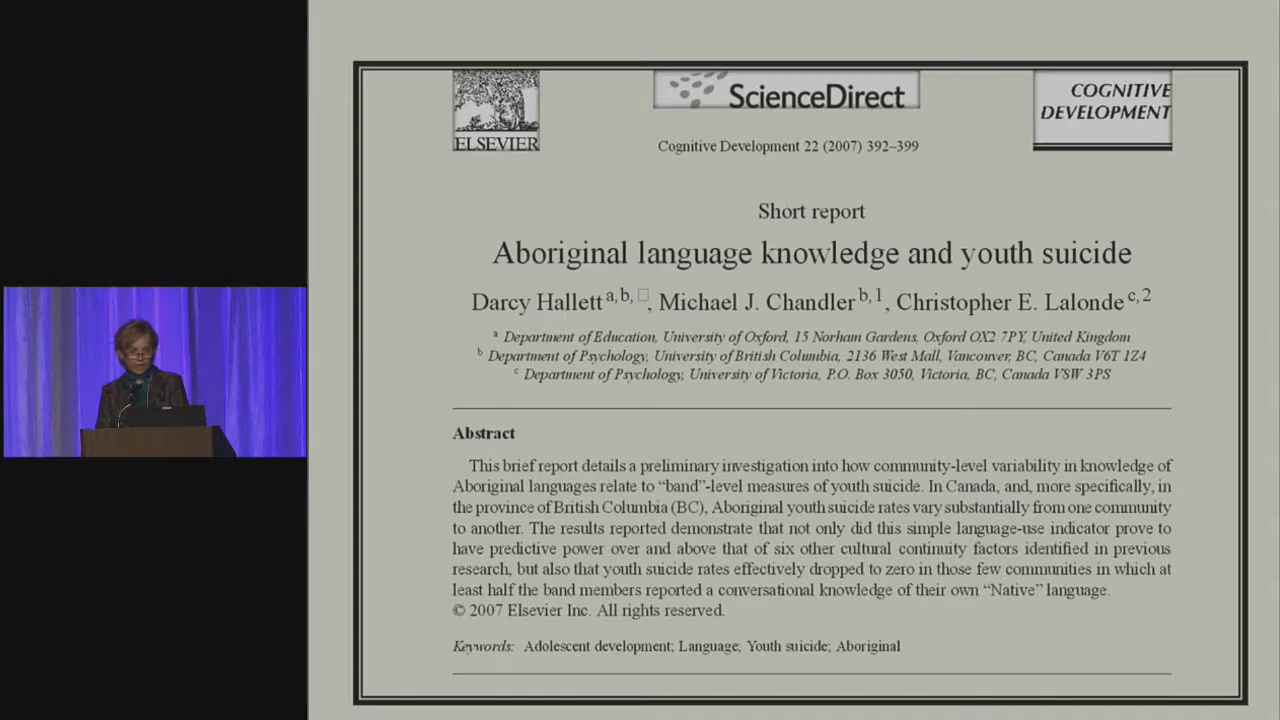 ELSEVIER
ScienceDirect
COGNITIVE
DEVELOPMENT
Cognitive Development 22 (2007) 392–399
Short report
Aboriginal language knowledge and youth suicide
Darcy Hallett a,b,□, Michael J. Chandler b,1, Christopher E. Lalonde c,2
a Department of Education, University of Oxford, 15 Norham Gardens, Oxford OX2 7PY, United Kingdom
b Department of Psychology, University of British Columbia, 2136 West Mall, Vancouver, BC, Canada V6T 1Z4
c Department of Psychology, University of Victoria, P.O. Box 3050, Victoria, BC, Canada V8W 3PS
Abstract
This brief report details a preliminary investigation into how community-level variability in knowledge of
Aboriginal languages relate to “band”-level measures of youth suicide. In Canada, and, more specifically, in
the province of British Columbia (BC), Aboriginal youth suicide rates vary substantially from one community
to another. The results reported demonstrate that not only did this simple language-use indicator prove to
have predictive power over and above that of six other cultural continuity factors identified in previous
research, but also that youth suicide rates effectively dropped to zero in those few communities in which at
least half the band members reported a conversational knowledge of their own “Native” language.
© 2007 Elsevier Inc. All rights reserved.
Keywords: Adolescent development; Language; Youth suicide; Aboriginal